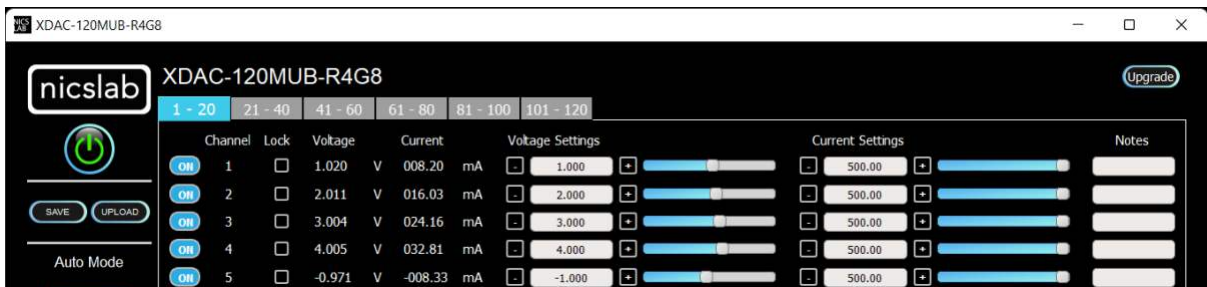 NICS LAB XDAC-120MUB-R4G8
nicslab XDAC-120MUB-R4G8 Upgrade
1 - 20 21 - 40 41 - 60 61 - 80 81 - 100 101 - 120
Channel Lock Voltage Current Voltage Settings Current Settings Notes
ON 1 1.020 V 008.20 mA - 1.000 + - 500.00 +
ON 2 2.011 V 016.03 mA - 2.000 + - 500.00 +
SAVE UPLOAD ON 3 3.004 V 024.16 mA - 3.000 + - 500.00 +
ON 4 4.005 V 032.81 mA - 4.000 + - 500.00 +
Auto Mode
ON 5 -0.971 V -008.33 mA - -1.000 + - 500.00 +